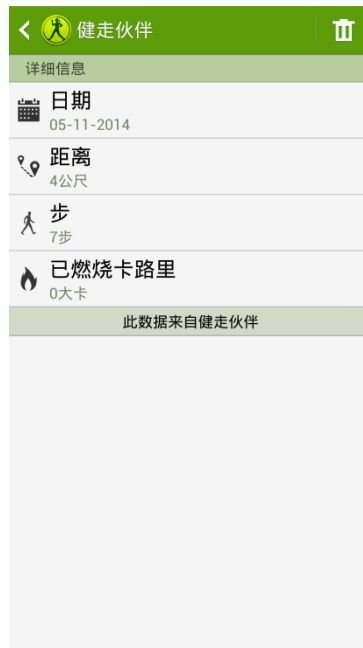 健走伙伴
详细信息
日期
05-11-2014
距离
4公尺
步
7步
已燃烧卡路里
0大卡
此数据来自健走伙伴